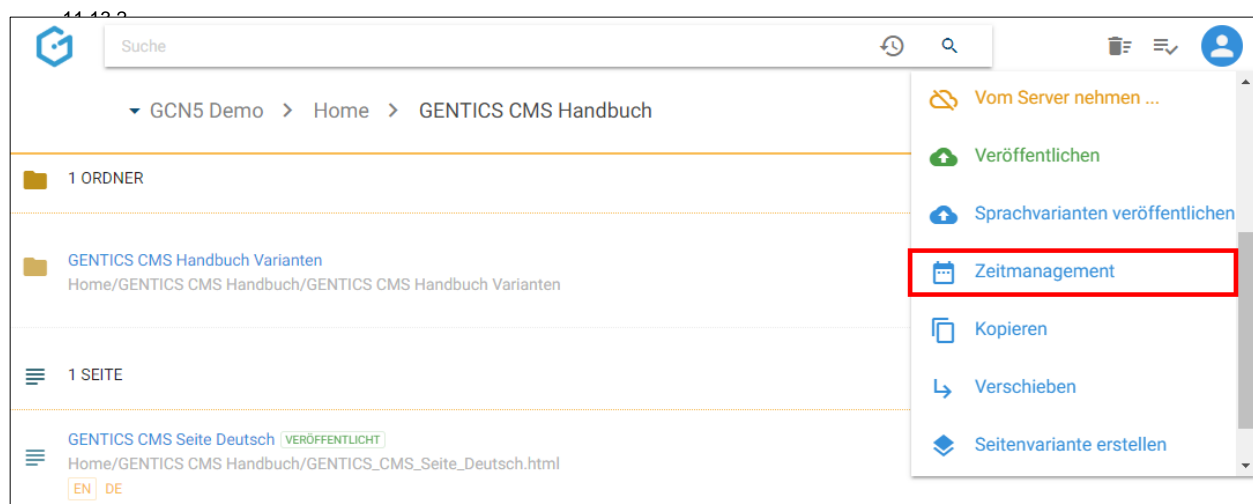 Suche
GCN5 Demo > Home > GENTICS CMS Handbuch
1 ORDNER
GENTICS CMS Handbuch Varianten
Home/GENTICS CMS Handbuch/GENTICS CMS Handbuch Varianten
1 SEITE
GENTICS CMS Seite Deutsch VERÖFFENTLICHT
Home/GENTICS CMS Handbuch/GENTICS_CMS_Seite_Deutsch.html
EN DE
Vom Server nehmen ...
Veröffentlichen
Sprachvarianten veröffentlichen
Zeitmanagement
Kopieren
Verschieben
Seitenvariante erstellen